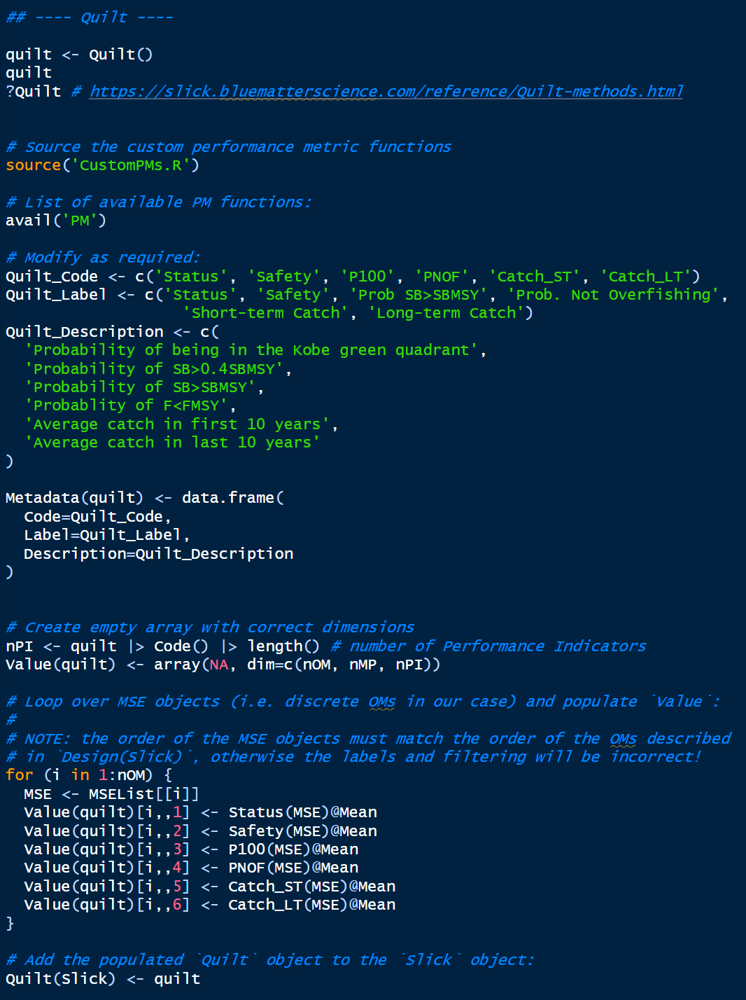 ## ---- Quilt ----
quilt <- Quilt()
quilt
?Quilt # https://slick.bluematterscience.com/reference/Quilt-methods.html
# Source the custom performance metric functions
source('CustomPMs.R')
# List of available PM functions:
avail('PM')
# Modify as required:
Quilt_Code <- c('Status', 'Safety', 'P100', 'PNOF', 'Catch_ST', 'Catch_LT')
Quilt_Label <- c('Status', 'Safety', 'Prob SB>SBMSY', 'Prob. Not Overfishing',
                   'Short-term Catch', 'Long-term Catch')
Quilt_Description <- c(
  'Probability of being in the Kobe green quadrant',
  'Probability of SB>0.4SBMSY',
  'Probability of SB>SBMSY',
  'Probablity of F<FMSY',
  'Average catch in first 10 years',
  'Average catch in last 10 years'
)
Metadata(quilt) <- data.frame(
  Code=Quilt_Code,
  Label=Quilt_Label,
  Description=Quilt_Description
)
# Create empty array with correct dimensions
nPI <- quilt |> Code() |> length() # number of Performance Indicators
Value(quilt) <- array(NA, dim=c(nOM, nMP, nPI))
# Loop over MSE objects (i.e. discrete OMs in our case) and populate `Value`:
#
# NOTE: the order of the MSE objects must match the order of the OMs described
# in `Design(Slick)`, otherwise the labels and filtering will be incorrect!
for (i in 1:nOM) {
  MSE <- MSEList[[i]]
  Value(quilt)[i,,1] <- Status(MSE)@Mean
  Value(quilt)[i,,2] <- Safety(MSE)@Mean
  Value(quilt)[i,,3] <- P100(MSE)@Mean
  Value(quilt)[i,,4] <- PNOF(MSE)@Mean
  Value(quilt)[i,,5] <- Catch_ST(MSE)@Mean
  Value(quilt)[i,,6] <- Catch_LT(MSE)@Mean
}
# Add the populated `Quilt` object to the `Slick` object:
Quilt(Slick) <- quilt